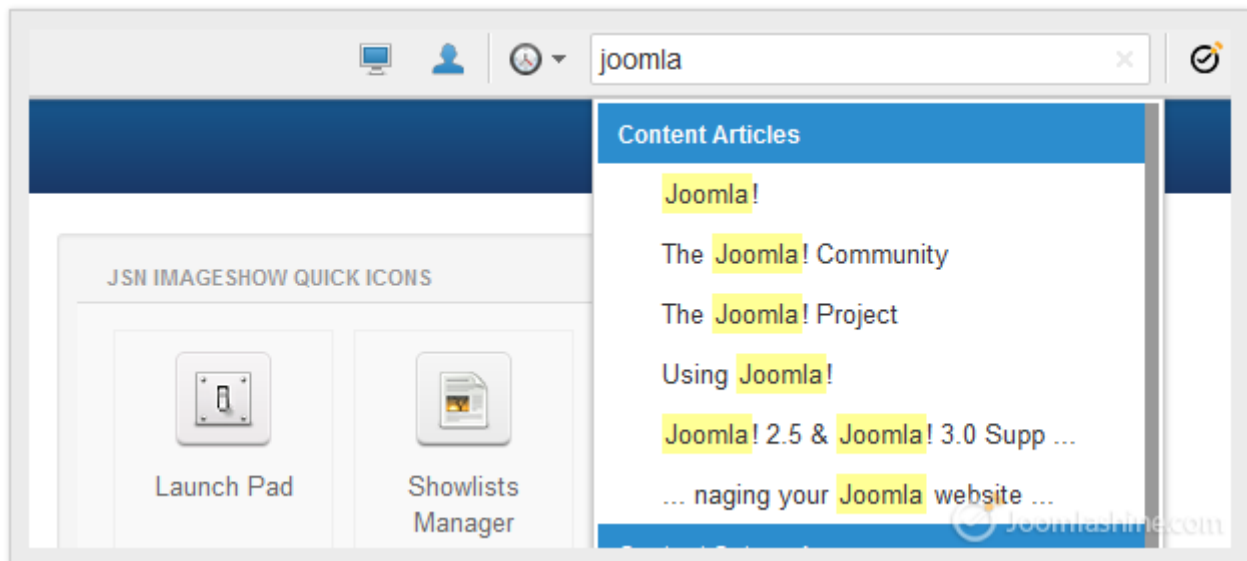 joomla
Content Articles
Joomla!
The Joomla! Community
JSN IMAGESHOW QUICK ICONS
The Joomla! Project
Using Joomla!
Joomla! 2.5 & Joomla! 3.0 Supp ...
Launch Pad
Showlists
Manager
... naging your Joomla website ...
Joomlashine.com